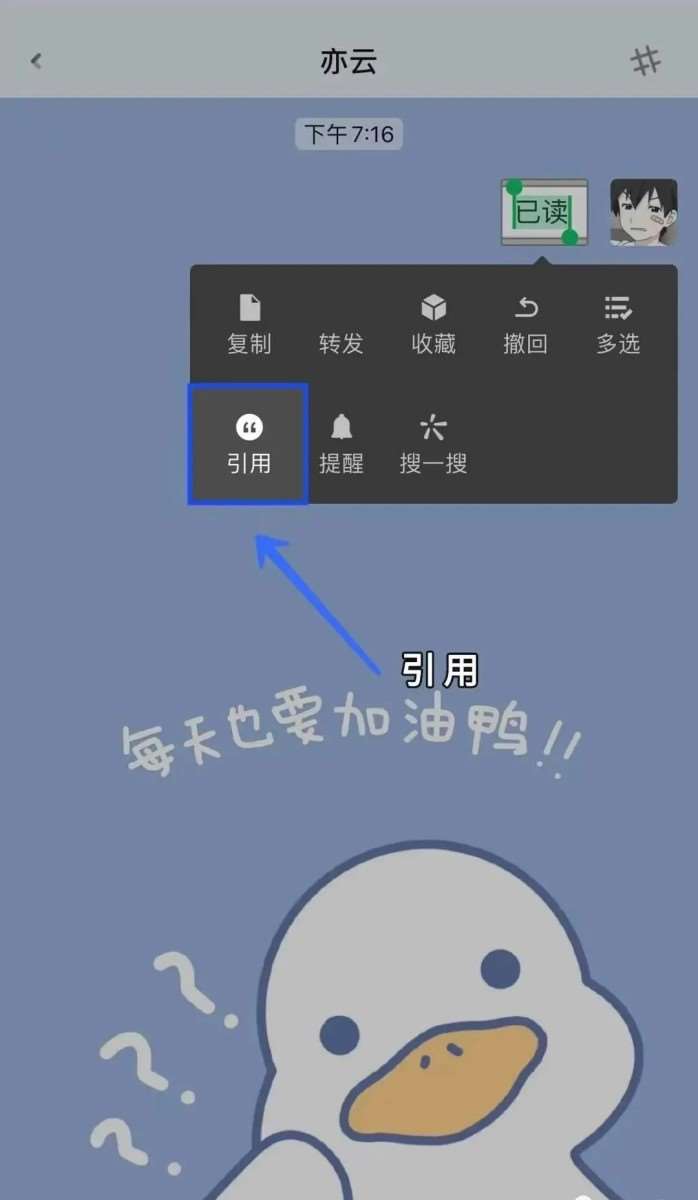 亦云
下午7:16
已读
复制 转发 收藏 撤回 多选
引用 提醒 搜一搜
引用
每天也要加油鸭!!
???